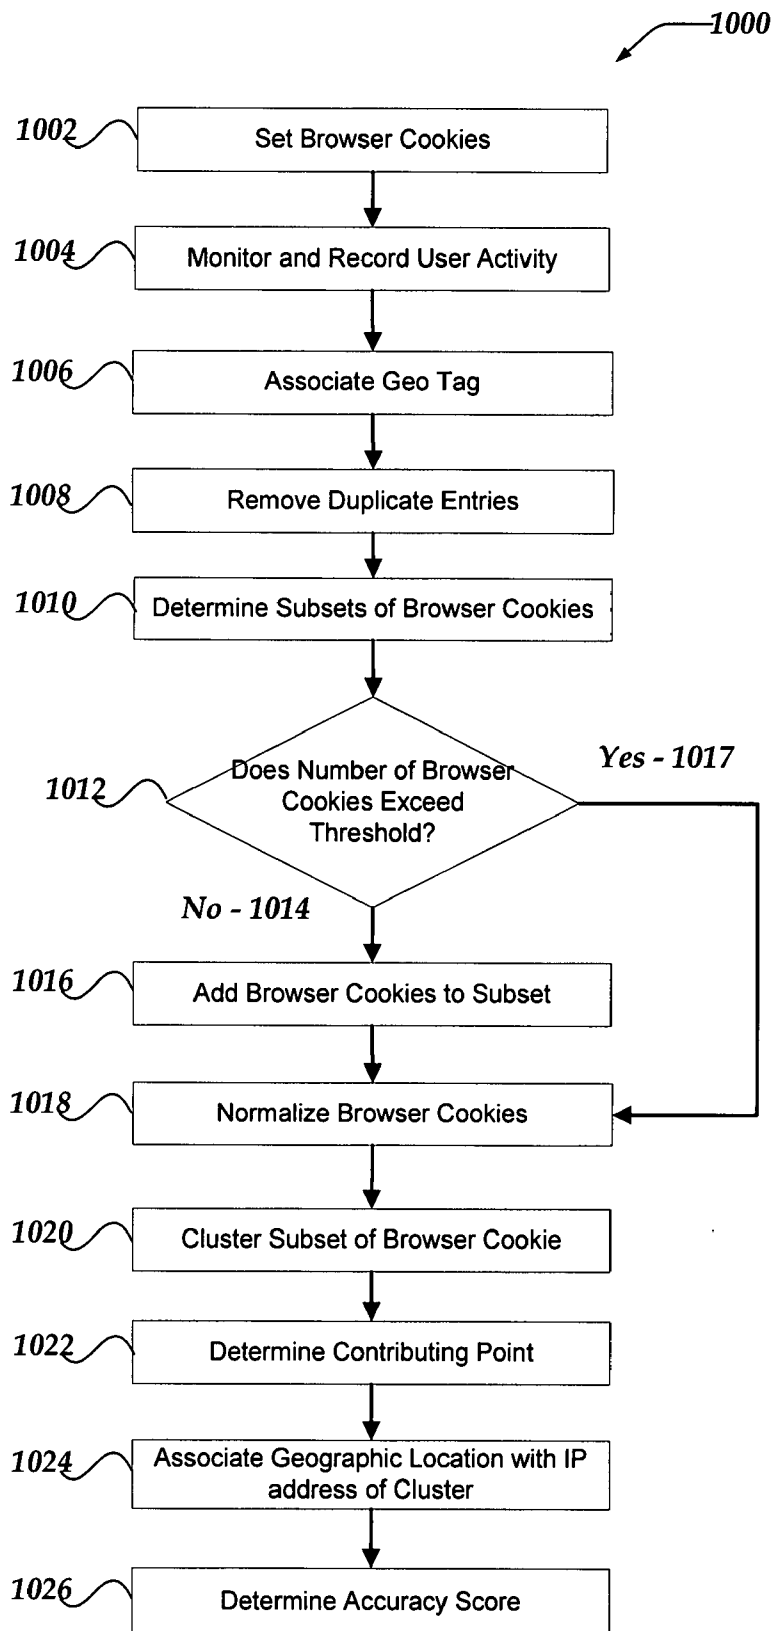 1000
1002
Set Browser Cookies
1004
Monitor and Record User Activity
1006
Associate Geo Tag
1008
Remove Duplicate Entries
1010
Determine Subsets of Browser Cookies
1012
Does Number of Browser
Cookies Exceed
Threshold?
Yes - 1017
No - 1014
1016
Add Browser Cookies to Subset
1018
Normalize Browser Cookies
1020
Cluster Subset of Browser Cookie
1022
Determine Contributing Point
1024
Associate Geographic Location with IP
address of Cluster
1026
Determine Accuracy Score